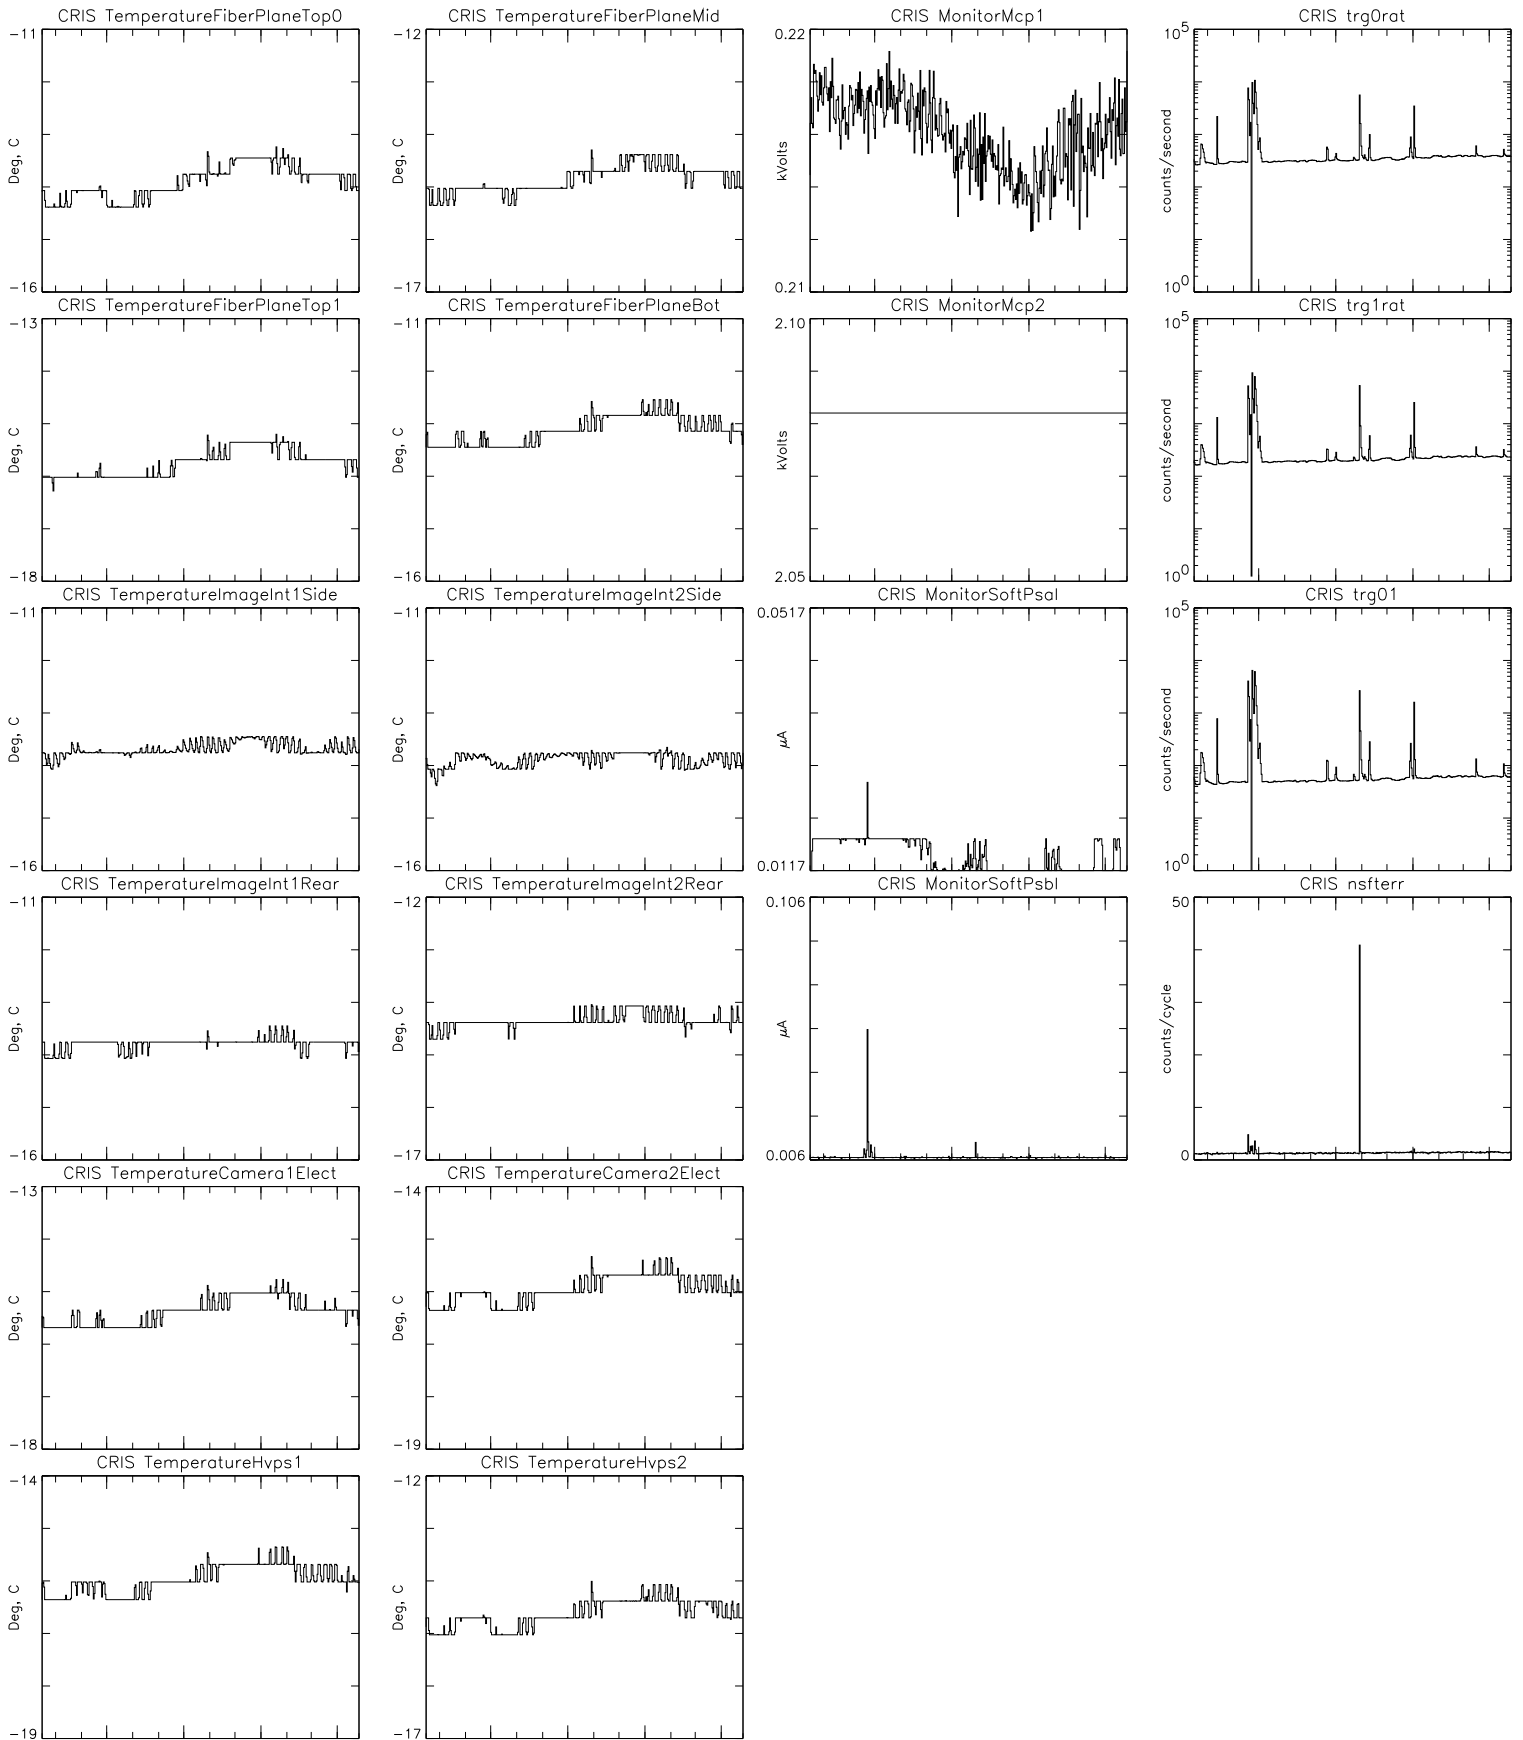 CRIS TemperatureFiberPlaneTop0
-11
Deg, C
-16
CRIS TemperatureFiberPlaneMid
-12
Deg, C
-17
CRIS MonitorMcp1
0.22
kVolts
0.21
CRIS trg0rat
10^5
counts/second
10^0
CRIS TemperatureFiberPlaneTop1
-13
Deg, C
-18
CRIS TemperatureFiberPlaneBot
-11
Deg, C
-16
CRIS MonitorMcp2
2.10
kVolts
2.05
CRIS trg1rat
10^5
counts/second
10^0
CRIS TemperatureImageInt1Side
-11
Deg, C
-16
CRIS TemperatureImageInt2Side
-11
Deg, C
-16
CRIS MonitorSoftPsaI
0.0517
μA
0.0117
CRIS trg01
10^5
counts/second
10^0
CRIS TemperatureImageInt1Rear
-11
Deg, C
-16
CRIS TemperatureImageInt2Rear
-12
Deg, C
-17
CRIS MonitorSoftPsbI
0.106
μA
0.006
CRIS nsfterr
50
counts/cycle
0
CRIS TemperatureCamera1Elect
-13
Deg, C
-18
CRIS TemperatureCamera2Elect
-14
Deg, C
-19
CRIS TemperatureHvps1
-14
Deg, C
-19
CRIS TemperatureHvps2
-12
Deg, C
-17